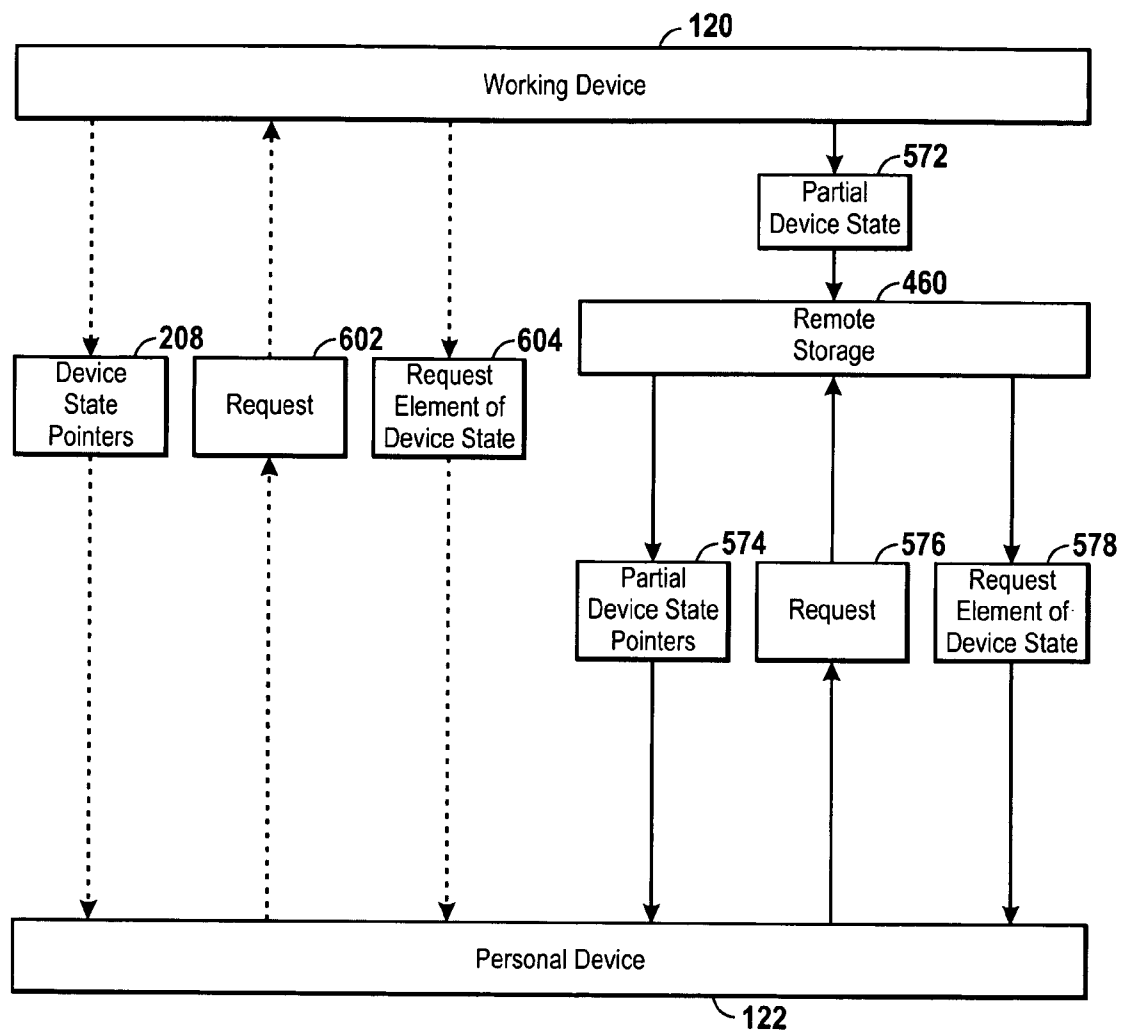 120
Working Device
572
Partial
Device State
460
Remote
Storage
208
Device
State
Pointers
602
Request
604
Request
Element of
Device State
574
Partial
Device State
Pointers
576
Request
578
Request
Element of
Device State
Personal Device
122